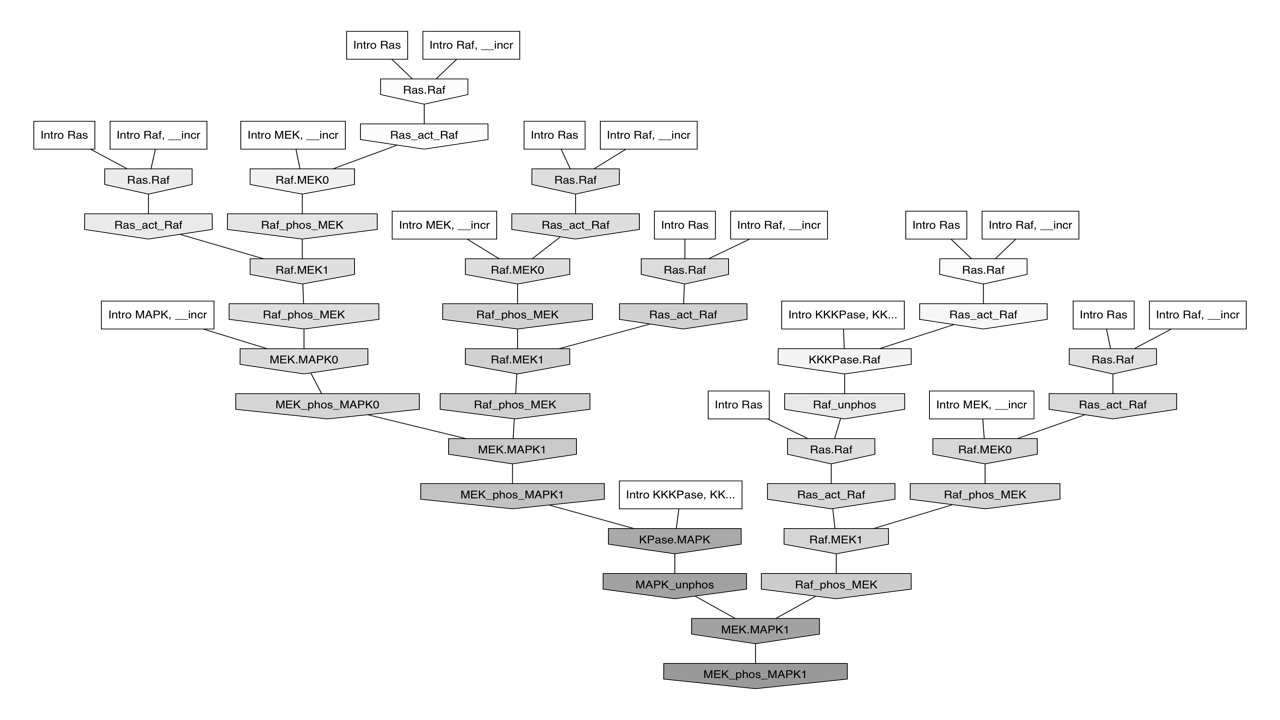 Intro Ras
Intro Raf, __incr
Ras.Raf
Intro Ras
Intro Raf, __incr
Intro MEK, __incr
Ras_act_Raf
Intro Ras
Intro Raf, __incr
Ras.Raf
Raf.MEK0
Ras.Raf
Ras_act_Raf
Raf_phos_MEK
Intro MEK, __incr
Ras_act_Raf
Intro Ras
Intro Raf, __incr
Intro Ras
Intro Raf, __incr
Raf.MEK1
Raf.MEK0
Ras.Raf
Ras.Raf
Intro MAPK, __incr
Raf_phos_MEK
Raf_phos_MEK
Ras_act_Raf
Intro KKKPase, KK...
Ras_act_Raf
Intro Ras
Intro Raf, __incr
MEK.MAPK0
Raf.MEK1
KKKPase.Raf
Ras.Raf
MEK_phos_MAPK0
Raf_phos_MEK
Intro Ras
Raf_unphos
Intro MEK, __incr
Ras_act_Raf
MEK.MAPK1
Ras.Raf
Raf.MEK0
MEK_phos_MAPK1
Intro KKKPase, KK...
Ras_act_Raf
Raf_phos_MEK
KPase.MAPK
Raf.MEK1
MAPK_unphos
Raf_phos_MEK
MEK.MAPK1
MEK_phos_MAPK1